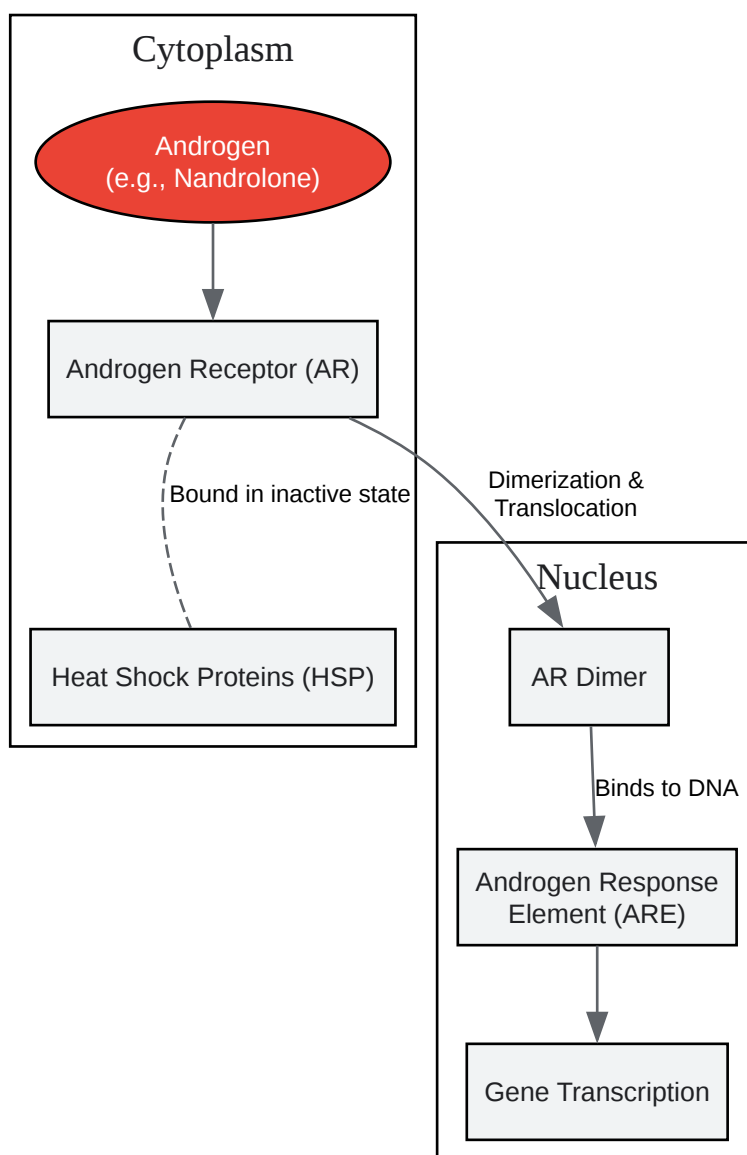 Cytoplasm
Androgen
(e.g., Nandrolone)
Androgen Receptor (AR)
Bound in inactive state
Heat Shock Proteins (HSP)
Dimerization &
Translocation
Nucleus
AR Dimer
Binds to DNA
Androgen Response
Element (ARE)
Gene Transcription